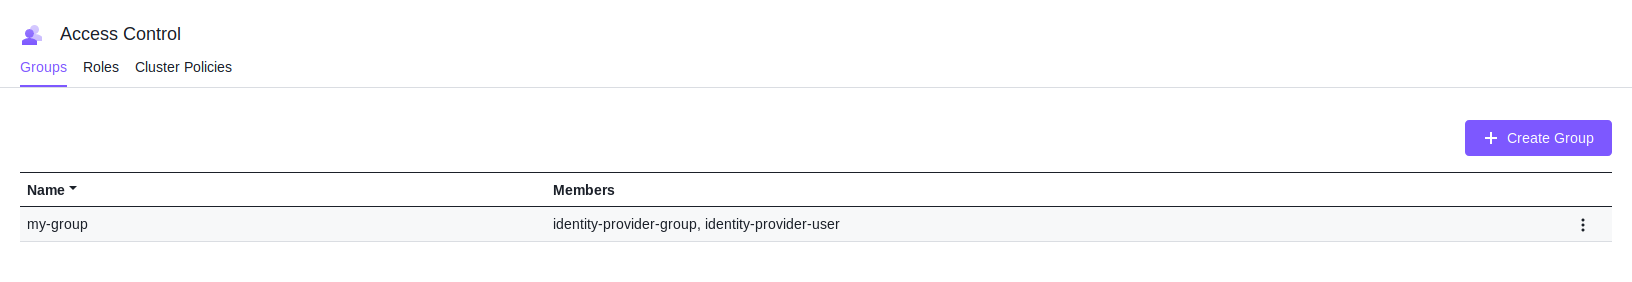 Access Control
Groups Roles Cluster Policies
Create Group
Name Members
my-group identity-provider-group, identity-provider-user